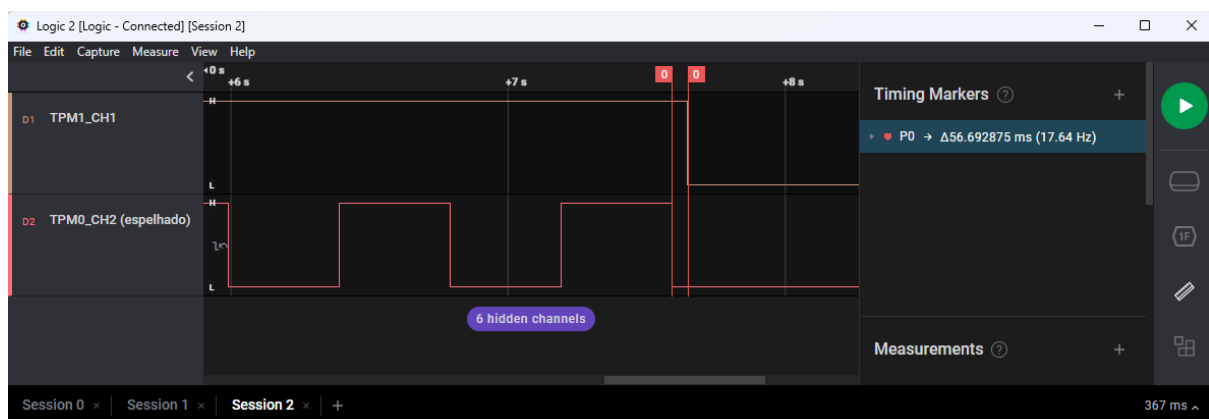 Logic 2 [Logic - Connected] [Session 2]
File Edit Capture Measure View Help
0 s
+6 s +7 s +8 s
0 0
D1 TPM1_CH1
H
L
D2 TPM0_CH2 (espelhado)
H
L
6 hidden channels
Timing Markers ? +
P0 → Δ56.692875 ms (17.64 Hz)
Measurements ? +
1F
Session 0 × Session 1 × Session 2 × +
367 ms